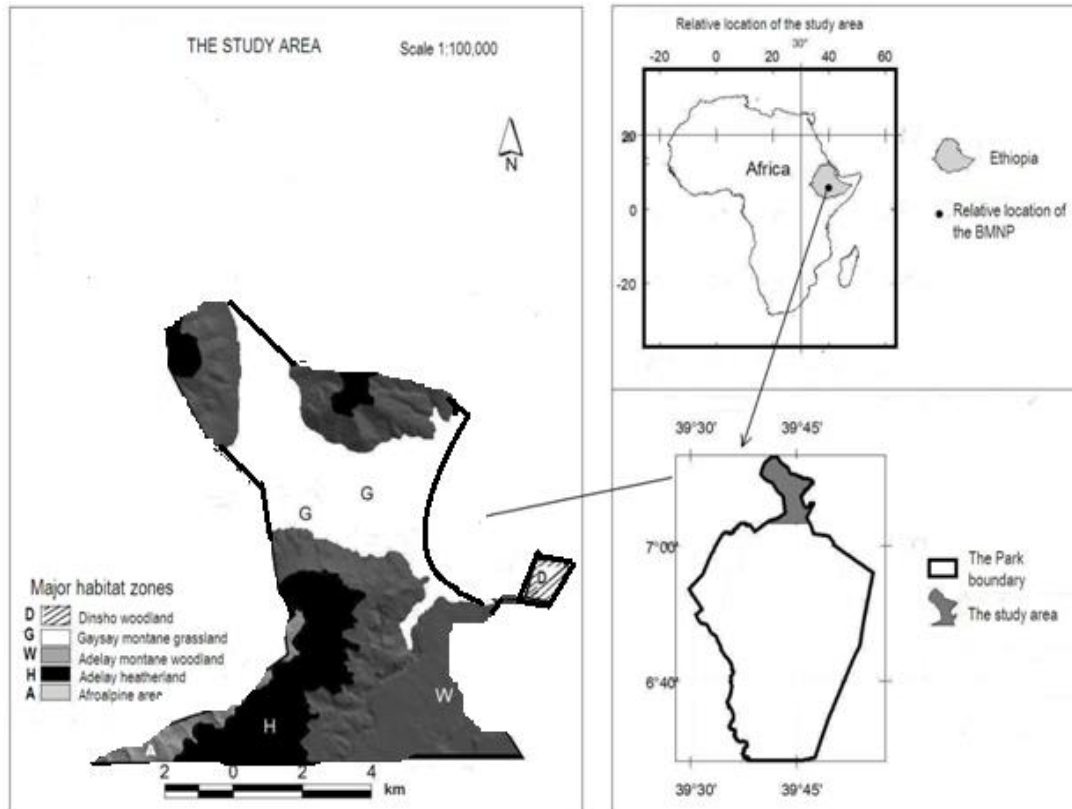 THE STUDY AREA
Scale 1:100,000
N
G
G
D
W
H
A
Major habitat zones
D Dinsho woodland
G Gaysay montane grassland
W Adelay montane woodland
H Adelay heatherland
A Afroalpine area
2 0 2 4
km
Relative location of the study area
30°
-20 0 20 40 60
20
0
-20
Africa
Ethiopia
Relative location of
the BMNP
39°30' 39°45'
7°00'
6°40'
39°30' 39°45'
The Park
boundary
The study area